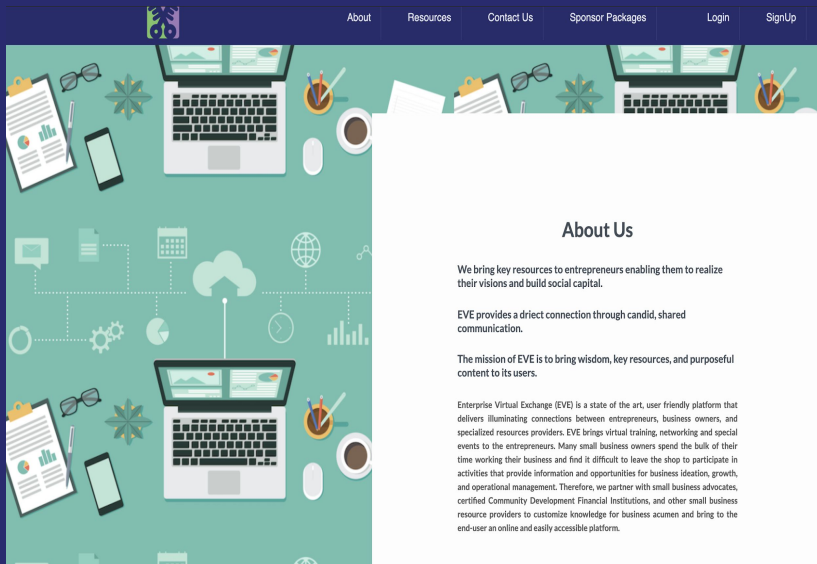 About Resources Contact Us Sponsor Packages Login SignUp
About Us
We bring key resources to entrepreneurs enabling them to realize
their visions and build social capital.
EVE provides a driect connection through candid, shared
communication.
The mission of EVE is to bring wisdom, key resources, and purposeful
content to its users.
Enterprise Virtual Exchange (EVE) is a state of the art, user friendly platform that
delivers illuminating connections between entrepreneurs, business owners, and
specialized resources providers. EVE brings virtual training, networking and special
events to the entrepreneurs. Many small business owners spend the bulk of their
time working their business and find it difficult to leave the shop to participate in
activities that provide information and opportunities for business ideation, growth,
and operational management. Therefore, we partner with small business advocates,
certified Community Development Financial Institutions, and other small business
resource providers to customize knowledge for business acumen and bring to the
end-user an online and easily accessible platform.